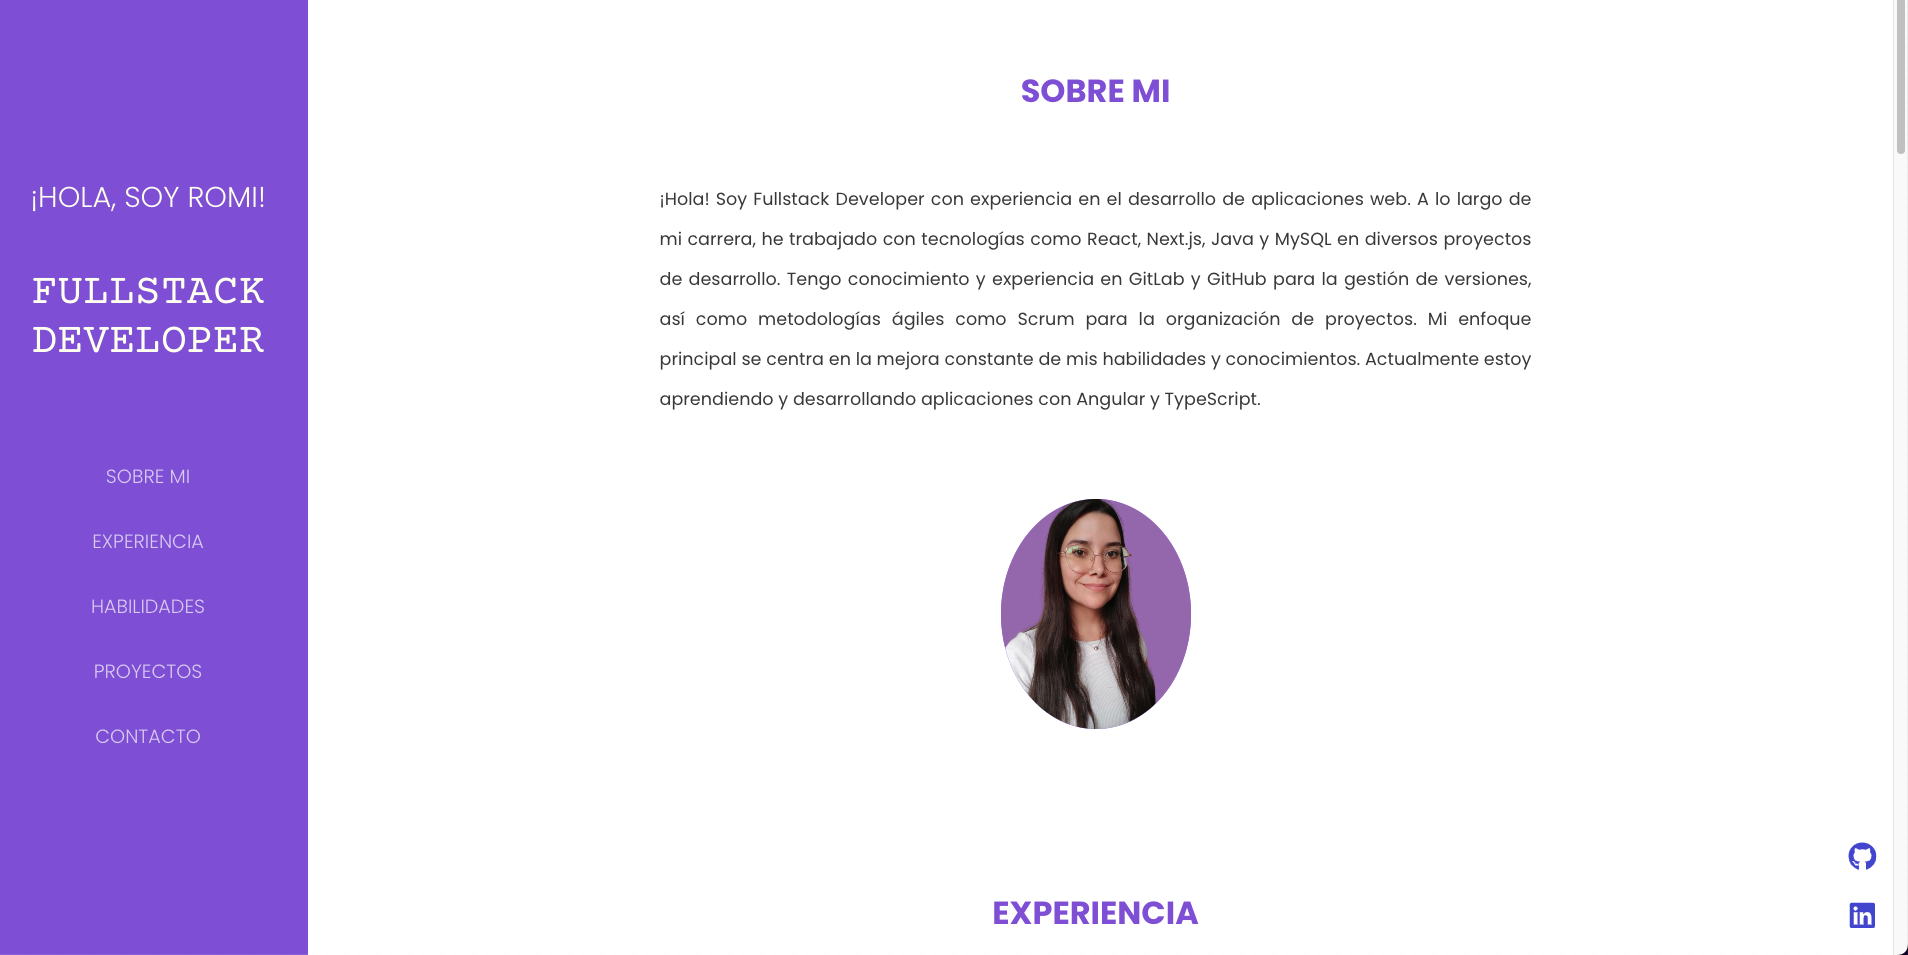 ¡HOLA, SOY ROMI!
FULLSTACK
DEVELOPER
SOBRE MI
EXPERIENCIA
HABILIDADES
PROYECTOS
CONTACTO
SOBRE MI
¡Hola! Soy Fullstack Developer con experiencia en el desarrollo de aplicaciones web. A lo largo de
mi carrera, he trabajado con tecnologías como React, Next.js, Java y MySQL en diversos proyectos
de desarrollo. Tengo conocimiento y experiencia en GitLab y GitHub para la gestión de versiones,
así como metodologías ágiles como Scrum para la organización de proyectos. Mi enfoque
principal se centra en la mejora constante de mis habilidades y conocimientos. Actualmente estoy
aprendiendo y desarrollando aplicaciones con Angular y TypeScript.
EXPERIENCIA
in